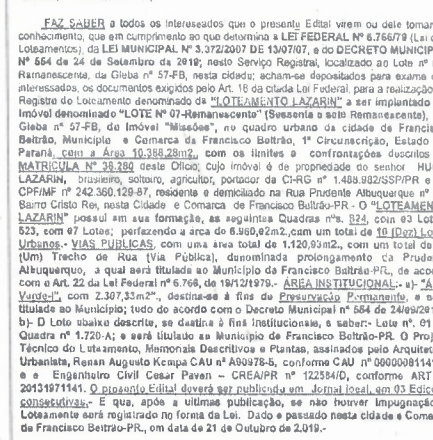 FAZ SABER a todos os interessados que o presente Edital virem ou dele tomar
conhecimento, que em cumprimento ao que determina a LEI FEDERAL Nº 6.766/79 (Lei
Loteamentos), da LEI MUNICIPAL Nº 3.372/2007 DE 13/07/07, e do DECRETO MUNICIP
Nº 554 de 24 de Setembro de 2019; neste Serviço Registral, localizado ao Lote nº
Remanescente, da Gleba nº 57-FB, nesta cidade; acham-se depositados para exame
interessados, os documentos exigidos pelo Art. 18 da citada Lei, para a realização
Registro do Loteamento denominado de "LOTEAMENTO LAZARIN" a ser implantado
Imóvel denominado "LOTE Nº 07-Remanescente" (Sessenta e sete Remanescente),
Gleba nº 57-FB, do Imóvel "Missões", no quadro urbano da cidade de Francis
Beltrão, Município e Comarca de Francisco Beltrão, 1ª Circunscrição, Estado
Paraná, com a Área 10.388,28m2., com os limites e confrontações descritos
MATRÍCULA Nº 36.280 deste Ofício; cujo imóvel é de propriedade do senhor HU
LAZARIN, brasileiro, solteiro, agricultor, portador da CI-RG nº 1.488.982/SSP/PR e
CPF/MF nº 242.360.129-87, residente e domiciliado na Rua Prudente Albuquerque nº
Bairro Cristo Rei, nesta Cidade e Comarca de Francisco Beltrão-PR. - O "LOTEAMEN
LAZARIN" possui em sua formação, as seguintes Quadras nºs. 524, com 03 Lot
523, com 07 Lotes; perfazendo a área de 6.960,02m2., com um total de 10 (Dez) Lo
Urbanos.- VIAS PUBLICAS, com uma área total de 1.120,93m2., com um total de
(Um) Trecho de Rua (Via Pública), denominada prolongamento da Prude
Albuquerque, a qual será titulada ao Município da Francisco Beltrão-PR., de acor
com o Art. 22 da Lei Federal nº 6.766, de 19/12/1979.- ÁREA INSTITUCIONAL:- a)- "Á
Verde-I", com 2.307,33m2"., destina-se à fins de Preservação Permanente, e
titulada ao Município; tudo de acordo com o Decreto Municipal nº 554 de 24/09/201
b)- O Lote abaixo descrito, se destina à fins Institucionais, a saber:- Lote nº. 01
Quadra nº 1.720-A; e será titulado ao Município de Francisco Beltrão-PR. O Proj
Técnico do Loteamento, Memoriais Descritivos e Plantas, assinados pelo Arquitet
Urbanista, Renan Augusto Kempa CAU nº A90978-5, conforme CAU nº 00000081141
e o Engenheiro Civil Cesar Paven – CREA/PR nº 122584/D, conforme ART
20131971141. O presente Edital deverá ser publicado em Jornal local, em 03 Ediçõ
consecutivas.- E que, após a ultimas publicação, se não houver impugnação
Loteamento será registrado no forma da Lei. Dado e passado nesta cidade e Coma
de Francisco Beltrão-PR., em data de 21 de Outubro de 2.019.-